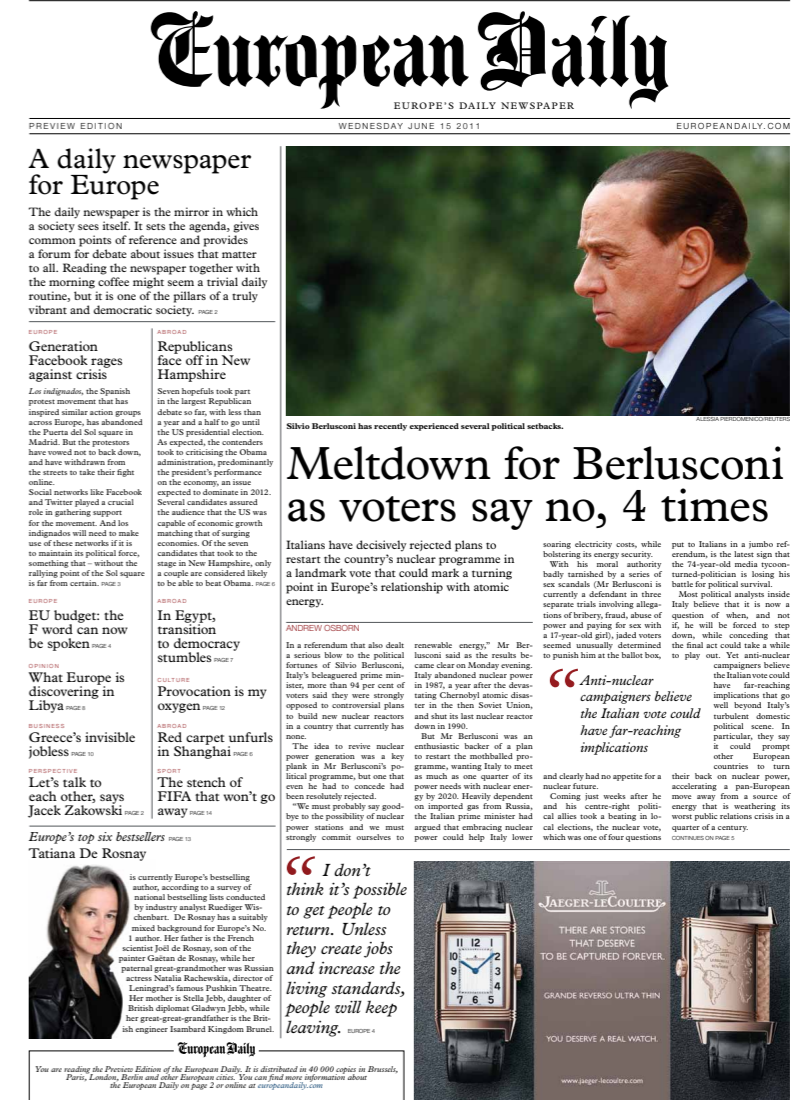 European Daily
EUROPE'S DAILY NEWSPAPER
PREVIEW EDITION
WEDNESDAY JUNE 15 2011
EUROPEANDAILY.COM
A daily newspaper
for Europe
The daily newspaper is the mirror in which
a society sees itself. It sets the agenda, gives
common points of reference and provides
a forum for debate about issues that matter
to all. Reading the newspaper together with
the morning coffee might seem a trivial daily
routine, but it is one of the pillars of a truly
vibrant and democratic society. PAGE 2
EUROPE
Generation
Facebook rages
against crisis
Los indignados, the Spanish
protest movement that has
inspired similar action groups
across Europe, has abandoned
the Puerta del Sol square in
Madrid. But the protestors
have vowed not to back down,
and have withdrawn from
the streets to take their fight
online.
Social networks like Facebook
and Twitter played a crucial
role in gathering support
for the movement. And los
indignados will need to make
use of these networks if it is
to maintain its political force,
something that – without the
rallying point of the Sol square
is far from certain. PAGE 3
ABROAD
Republicans
face off in New
Hampshire
Seven hopefuls took part
in the largest Republican
debate so far, with less than
a year and a half to go until
the US presidential election.
As expected, the contenders
took to criticising the Obama
administration, predominantly
the president's performance
on the economy, an issue
expected to dominate in 2012.
Several candidates assured
the audience that the US was
capable of economic growth
matching that of surging
economies. Of the seven
candidates that took to the
stage in New Hampshire, only
a couple are considered likely
to be able to beat Obama. PAGE 6
EUROPE
EU budget: the
F word can now
be spoken PAGE 4
OPINION
What Europe is
discovering in
Libya PAGE 8
BUSINESS
Greece's invisible
jobless PAGE 10
PERSPECTIVE
Let's talk to
each other, says
Jacek Zakowski PAGE 2
ABROAD
In Egypt,
transition
to democracy
stumbles PAGE 7
CULTURE
Provocation is my
oxygen PAGE 12
ABROAD
Red carpet unfurls
in Shanghai PAGE 6
SPORT
The stench of
FIFA that won't go
away PAGE 14
Europe's top six bestsellers PAGE 13
Tatiana De Rosnay
is currently Europe's bestselling
author, according to a survey of
national bestselling lists conducted
by industry analyst Ruediger Wis-
chenbart. De Rosnay has a suitably
mixed background for Europe's No.
1 author. Her father is the French
scientist Joël de Rosnay, son of the
painter Gaëtan de Rosnay, while her
paternal great-grandmother was Russian
actress Natalia Rachewskïa, director of
Leningrad's famous Pushkin Theatre.
Her mother is Stella Jebb, daughter of
British diplomat Gladwyn Jebb, while
her great-great-grandfather is the Brit-
ish engineer Isambard Kingdom Brunel.
European Daily
You are reading the Preview Edition of the European Daily. It is distributed in 40 000 copies in Brussels,
Paris, London, Berlin and other European cities. You can find more information about
the European Daily on page 2 or online at europeandaily.com
ALESSIA PIERDOMENICO/REUTERS
Silvio Berlusconi has recently experienced several political setbacks.
Meltdown for Berlusconi
as voters say no, 4 times
Italians have decisively rejected plans to
restart the country's nuclear programme in
a landmark vote that could mark a turning
point in Europe's relationship with atomic
energy.
ANDREW OSBORN
In a referendum that also dealt
a serious blow to the political
fortunes of Silvio Berlusconi,
Italy's beleaguered prime min-
ister, more than 94 per cent of
voters said they were strongly
opposed to controversial plans
to build new nuclear reactors
in a country that currently has
none.
The idea to revive nuclear
power generation was a key
plank in Mr Berlusconi's po-
litical programme, but one that
even he had to concede had
been resolutely rejected.
"We must probably say good-
bye to the possibility of nuclear
power stations and we must
strongly commit ourselves to
renewable energy," Mr Ber-
lusconi said as the results be-
came clear on Monday evening.
Italy abandoned nuclear power
in 1987, a year after the devas-
tating Chernobyl atomic disas-
ter in the then Soviet Union,
and shut its last nuclear reactor
down in 1990.
But Mr Berlusconi was an
enthusiastic backer of a plan
to restart the mothballed pro-
gramme, wanting Italy to meet
as much as one quarter of its
power needs with nuclear ener-
gy by 2020. Heavily dependent
on imported gas from Russia,
the Italian prime minister had
argued that embracing nuclear
power could help Italy lower
soaring electricity costs, while
bolstering its energy security.
With his moral authority
badly tarnished by a series of
sex scandals (Mr Berlusconi is
currently a defendant in three
separate trials involving allega-
tions of bribery, fraud, abuse of
power and paying for sex with
a 17-year-old girl), jaded voters
seemed unusually determined
to punish him at the ballot box,
“ Anti-nuclear
campaigners believe
the Italian vote could
have far-reaching
implications
and clearly had no appetite for a
nuclear future.
Coming just weeks after he
and his centre-right politi-
cal allies took a beating in lo-
cal elections, the nuclear vote,
which was one of four questions
put to Italians in a jumbo ref-
erendum, is the latest sign that
the 74-year-old media tycoon-
turned-politician is losing his
battle for political survival.
Most political analysts inside
Italy believe that it is now a
question of when, and not
if, he will be forced to step
down, while conceding that
the final act could take a while
to play out. Yet anti-nuclear
campaigners believe
the Italian vote could
have far-reaching
implications that go
well beyond Italy's
turbulent domestic
political scene. In
particular, they say
it could prompt
other European
countries to turn
their back on nuclear power,
accelerating a pan-European
move away from a source of
energy that is weathering its
worst public relations crisis in a
quarter of a century.
CONTINUES ON PAGE 5
“ I don't
think it's possible
to get people to
return. Unless
they create jobs
and increase the
living standards,
people will keep
leaving. EUROPE 4
JAEGER-LECOULTRE
THERE ARE STORIES
THAT DESERVE
TO BE CAPTURED FOREVER.
GRANDE REVERSO ULTRA THIN
YOU DESERVE A REAL WATCH.
www.jaeger-lecoultre.com
11 12 1
10 2
9 3
8 4
7 6 5